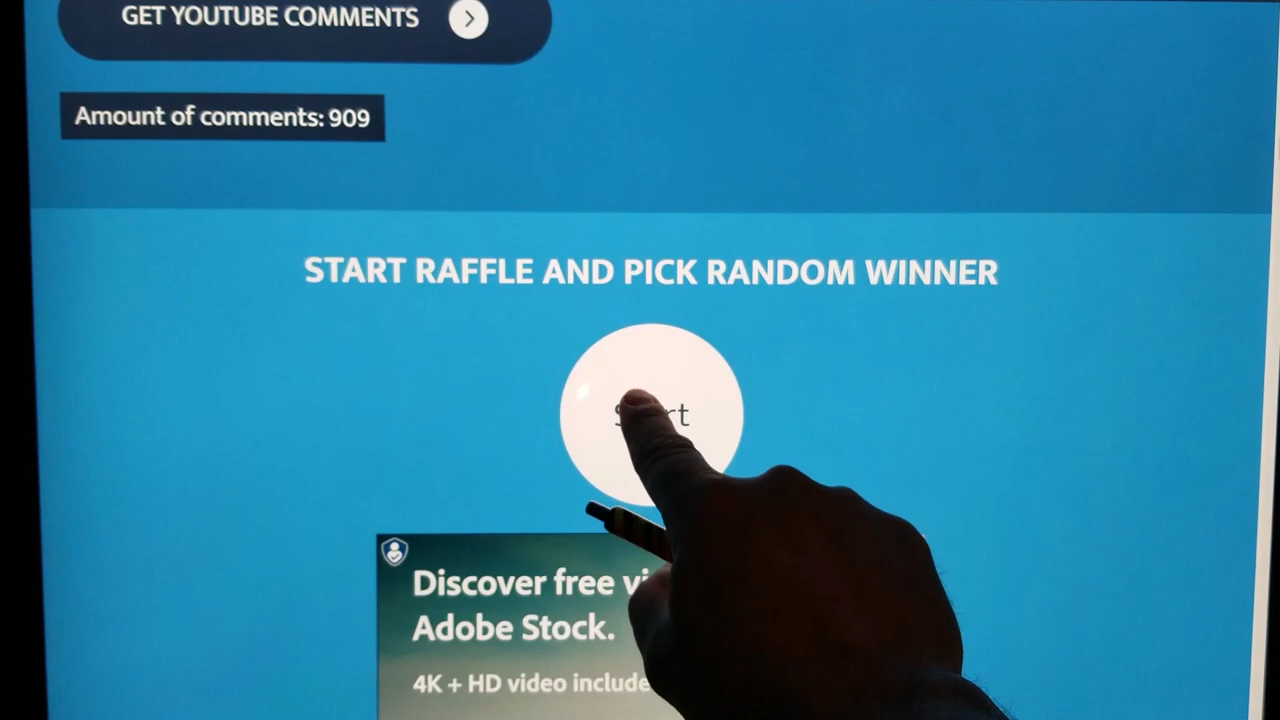 GET YOUTUBE COMMENTS
Amount of comments: 909
START RAFFLE AND PICK RANDOM WINNER
Discover free
Adobe Stock.
4K + HD video